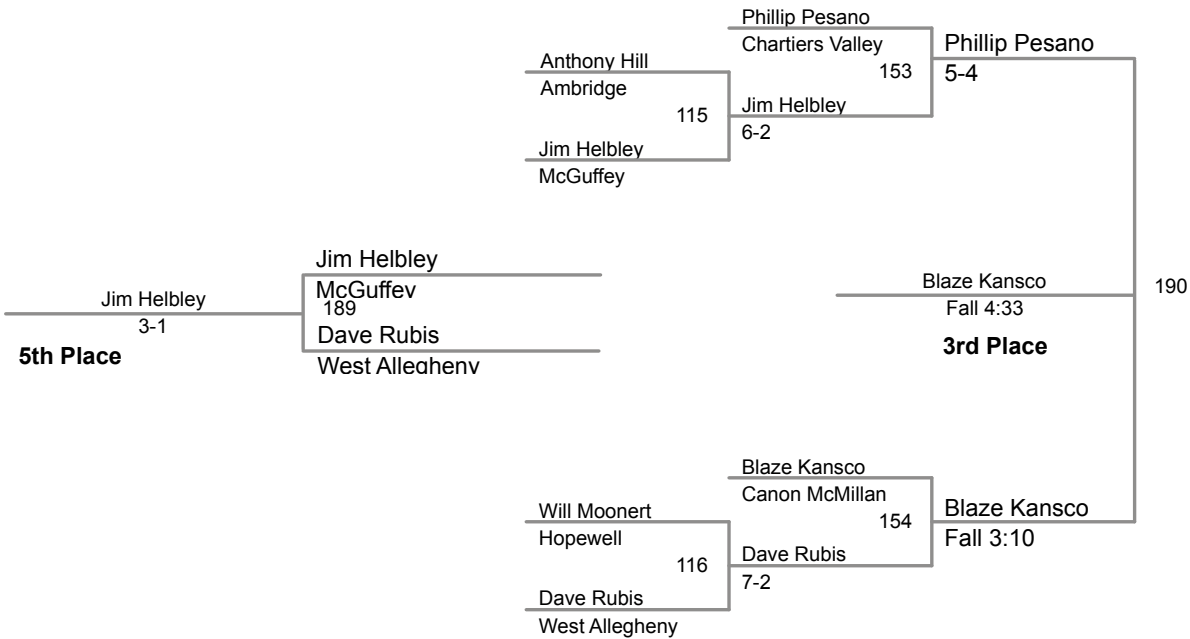 Phillip Pesano
Chartiers Valley
153
Phillip Pesano
5-4
Anthony Hill
Ambridge
115
Jim Helbley
6-2
Jim Helbley
McGuffey
Jim Helbley
McGuffey
189
Dave Rubis
West Allegheny
Jim Helbley
3-1
5th Place
Blaze Kansco
Fall 4:33
3rd Place
190
Blaze Kansco
Canon McMillan
154
Blaze Kansco
Fall 3:10
Will Moonert
Hopewell
116
Dave Rubis
7-2
Dave Rubis
West Allegheny